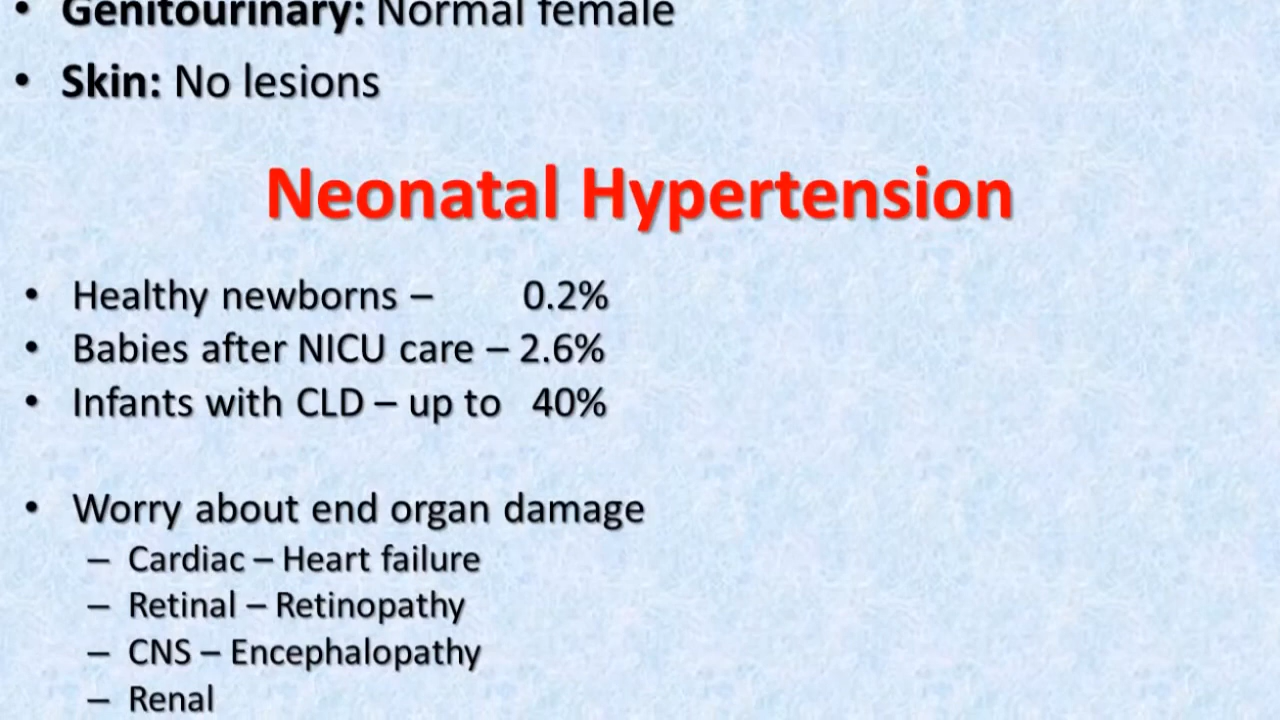 • Genitourinary: Normal female
• Skin: No lesions
Neonatal Hypertension
• Healthy newborns – 0.2%
• Babies after NICU care – 2.6%
• Infants with CLD – up to 40%
• Worry about end organ damage
– Cardiac – Heart failure
– Retinal – Retinopathy
– CNS – Encephalopathy
– Renal